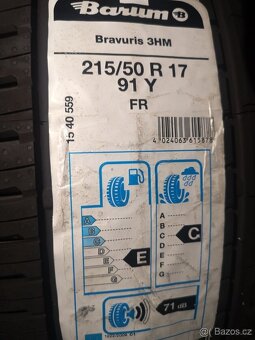 Barum B
Bravuris 3HM
215/50 R 17
91 Y
FR
15 40 559
A
B
C
D
E
F
G
E
A
B
C
D
E
F
G
C
71 dB
bazos.cz